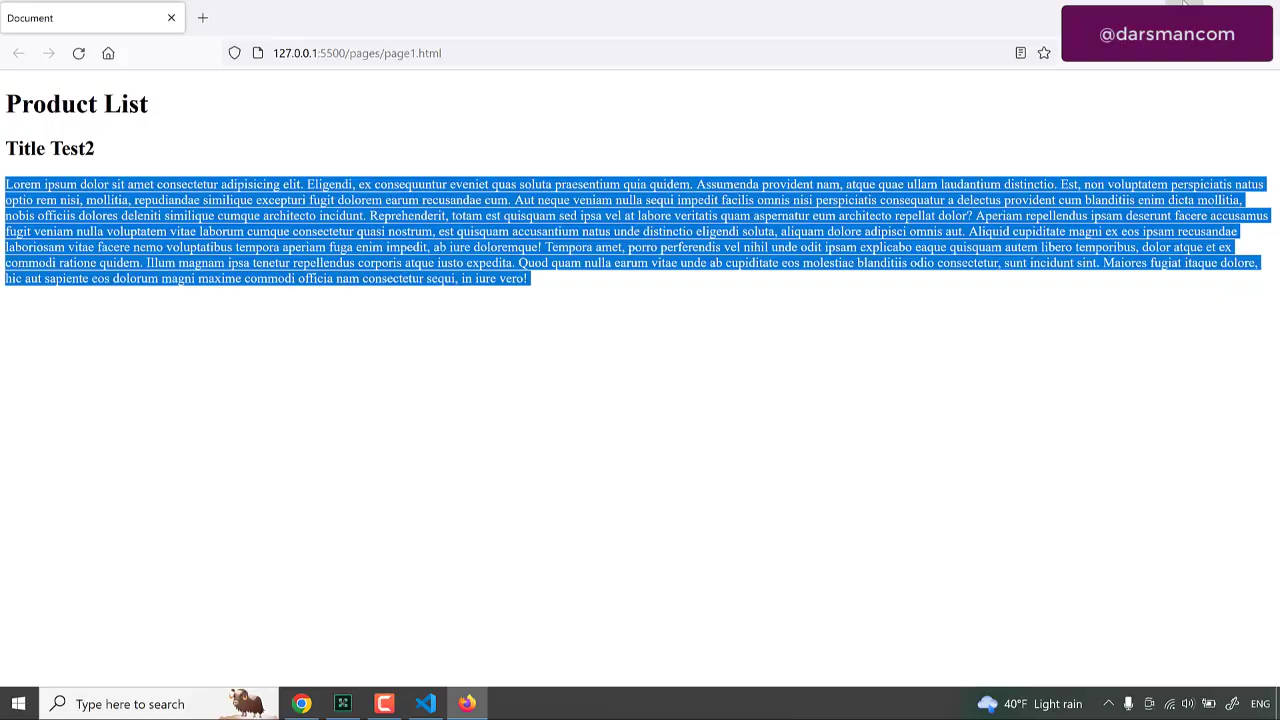 Document
@darsmancom
127.0.0.1:5500/pages/page1.html
Product List
Title Test2
Lorem ipsum dolor sit amet consectetur adipisicing elit. Eligendi, ex consequuntur eveniet quas soluta praesentium quia quidem. Assumenda provident nam, atque quae ullam laudantium distinctio. Est, non voluptatem perspiciatis natus
optio rem nisi, mollitia, repudiandae similique excepturi fugit dolorem earum recusandae cum. Aut neque veniam nulla sequi impedit facilis omnis nisi perspiciatis consequatur a delectus provident cum blanditiis enim dicta mollitia,
nobis officiis dolores deleniti similique cumque architecto incidunt. Reprehenderit, totam est quisquam sed ipsa vel at labore veritatis quam aspernatur eum architecto repellat dolor? Aperiam repellendus ipsam deserunt facere accusamus
fugit veniam nulla voluptatem vitae laborum cumque consectetur quasi nostrum, est quisquam accusantium natus unde distinctio eligendi soluta, aliquam dolore adipisci omnis aut. Aliquid cupiditate magni ex eos ipsam recusandae
laboriosam vitae facere nemo voluptatibus tempora aperiam fuga enim impedit, ab iure doloremque! Tempora amet, porro perferendis vel nihil unde odit ipsam explicabo eaque quisquam autem libero temporibus, dolor atque et ex
commodi ratione quidem. Illum magnam ipsa tenetur repellendus corporis atque iusto expedita. Quod quam nulla earum vitae unde ab cupiditate eos molestiae blanditiis odio consectetur, sunt incidunt sint. Maiores fugiat itaque dolore,
hic aut sapiente eos dolorum magni maxime commodi officia nam consectetur sequi, in iure vero!
Type here to search
40°F Light rain
ENG